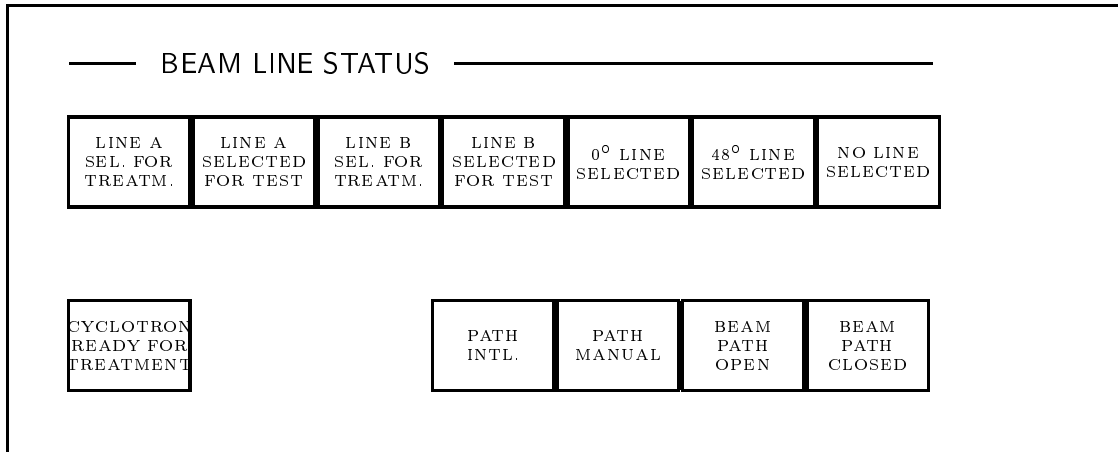 BEAM LINE STATUS
LINE A
SEL. FOR
TREATM.
LINE A
SELECTED
FOR TEST
LINE B
SEL. FOR
TREATM.
LINE B
SELECTED
FOR TEST
0° LINE
SELECTED
48° LINE
SELECTED
NO LINE
SELECTED
CYCLOTRON
READY FOR
TREATMENT
PATH
INTL.
PATH
MANUAL
BEAM
PATH
OPEN
BEAM
PATH
CLOSED